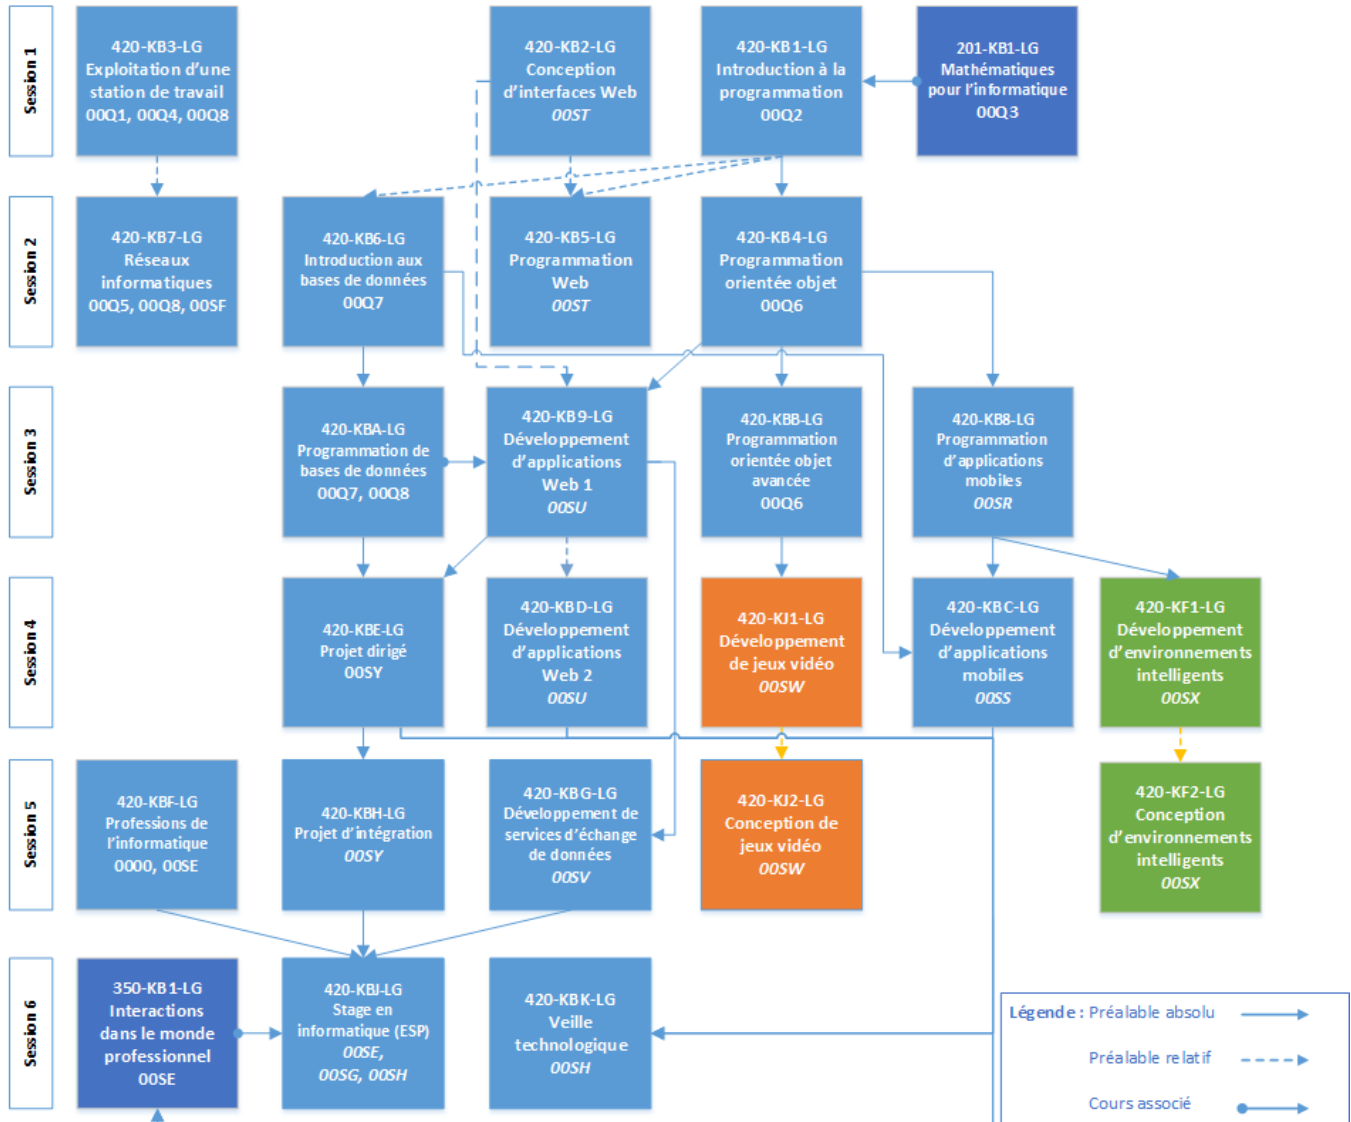 Session 1
420-KB3-LG
Exploitation d'une
station de travail
00Q1, 00Q4, 00Q8
420-KB2-LG
Conception
d'interfaces Web
00ST
420-KB1-LG
Introduction à la
programmation
00Q2
201-KB1-LG
Mathématiques
pour l'informatique
00Q3
Session 2
420-KB7-LG
Réseaux
informatiques
00Q5, 00Q8, 00SF
420-KB6-LG
Introduction aux
bases de données
00Q7
420-KB5-LG
Programmation
Web
00ST
420-KB4-LG
Programmation
orientée objet
00Q6
Session 3
420-KBA-LG
Programmation de
bases de données
00Q7, 00Q8
420-KB9-LG
Développement
d'applications
Web 1
00SU
420-KBB-LG
Programmation
orientée objet
avancée
00Q6
420-KB8-LG
Programmation
d'applications
mobiles
00SR
Session 4
420-KBE-LG
Projet dirigé
00SY
420-KBD-LG
Développement
d'applications
Web 2
00SU
420-KJ1-LG
Développement
de jeux vidéo
00SW
420-KBC-LG
Développement
d'applications
mobiles
00SS
420-KF1-LG
Développement
d'environnements
intelligents
00SX
Session 5
420-KBF-LG
Professions de
l'informatique
0000, 00SE
420-KBH-LG
Projet d'intégration
00SY
420-KBG-LG
Développement de
services d'échange
de données
00SV
420-KJ2-LG
Conception de
jeux vidéo
00SW
420-KF2-LG
Conception
d'environnements
intelligents
00SX
Session 6
350-KB1-LG
Interactions
dans le monde
professionnel
00SE
420-KBJ-LG
Stage en
informatique (ESP)
00SE,
00SG, 00SH
420-KBK-LG
Veille
technologique
00SH
Légende : Préalable absolu
Préalable relatif
Cours associé